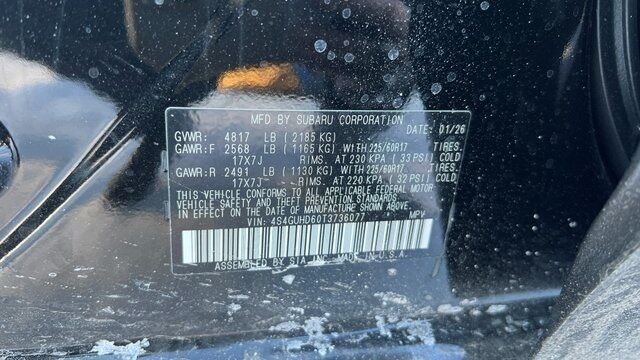 MFD BY SUBARU CORPORATION
GVWR: 4817 LB (2185 KG) DATE: 01/26
GAWR:F 2568 LB (1165 KG) WITH 225/60R17 TIRES.
17X7J RIMS. AT 230 KPA (33 PSI) COLD
GAWR:R 2491 LB (1130 KG) WITH 225/60R17 TIRES.
17X7J RIMS. AT 220 KPA (32 PSI) COLD
THIS VEHICLE CONFORMS TO ALL APPLICABLE FEDERAL MOTOR
VEHICLE SAFETY AND THEFT PREVENTION STANDARDS
IN EFFECT ON THE DATE OF MANUFACTURE SHOWN ABOVE.
VIN: 4S4GUHD60T3736077 MPV
ASSEMBLED BY SIA, INC. MADE IN U.S.A.